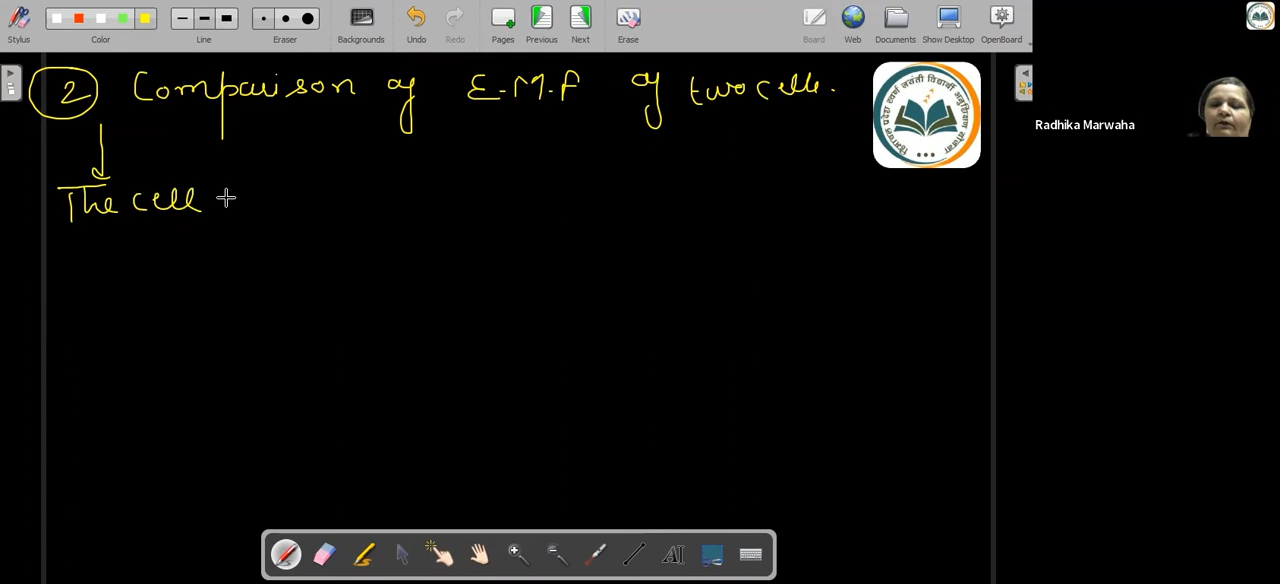 Stylus
Color
Line
Eraser
Backgrounds
Undo
Redo
Pages
Previous
Next
Erase
Board
Web
Documents
Show Desktop
OpenBoard
2 Comparison of E.M.F of two cells.
The cell
Radhika Marwaha
AI